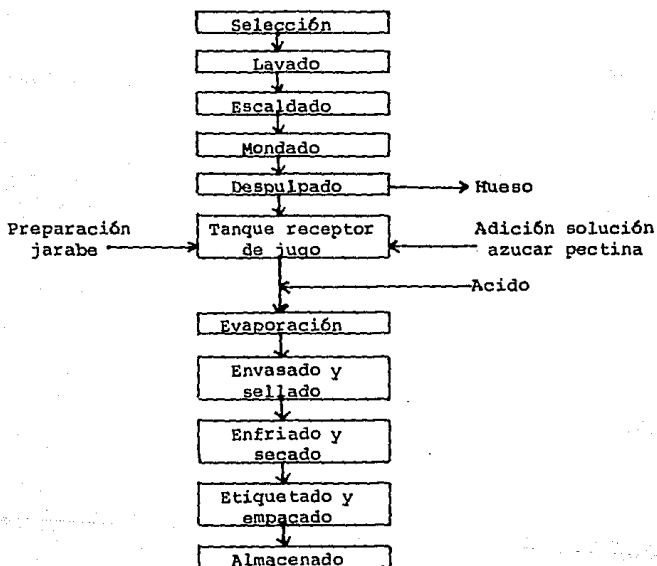 Selección
Lavado
Escaldado
Mondado
Despulpado
Hueso
Preparación
jarabe
Tanque receptor
de jugo
Adición solución
azucar pectina
Acido
Evaporación
Envasado y
sellado
Enfriado y
secado
Etiquetado y
empacado
Almacenado